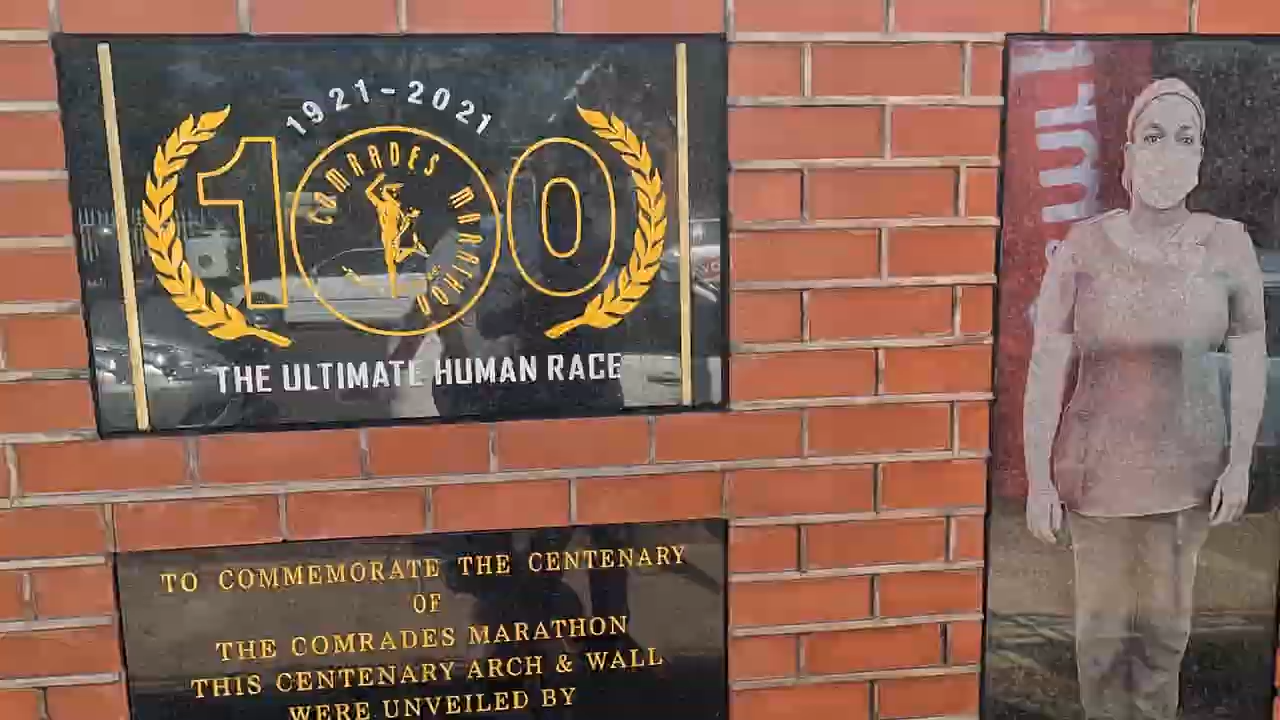 1921-2021
100
COMRADES MARATHON
THE ULTIMATE HUMAN RACE
TO COMMEMORATE THE CENTENARY
OF
THE COMRADES MARATHON
THIS CENTENARY ARCH & WALL
WERE UNVEILED BY